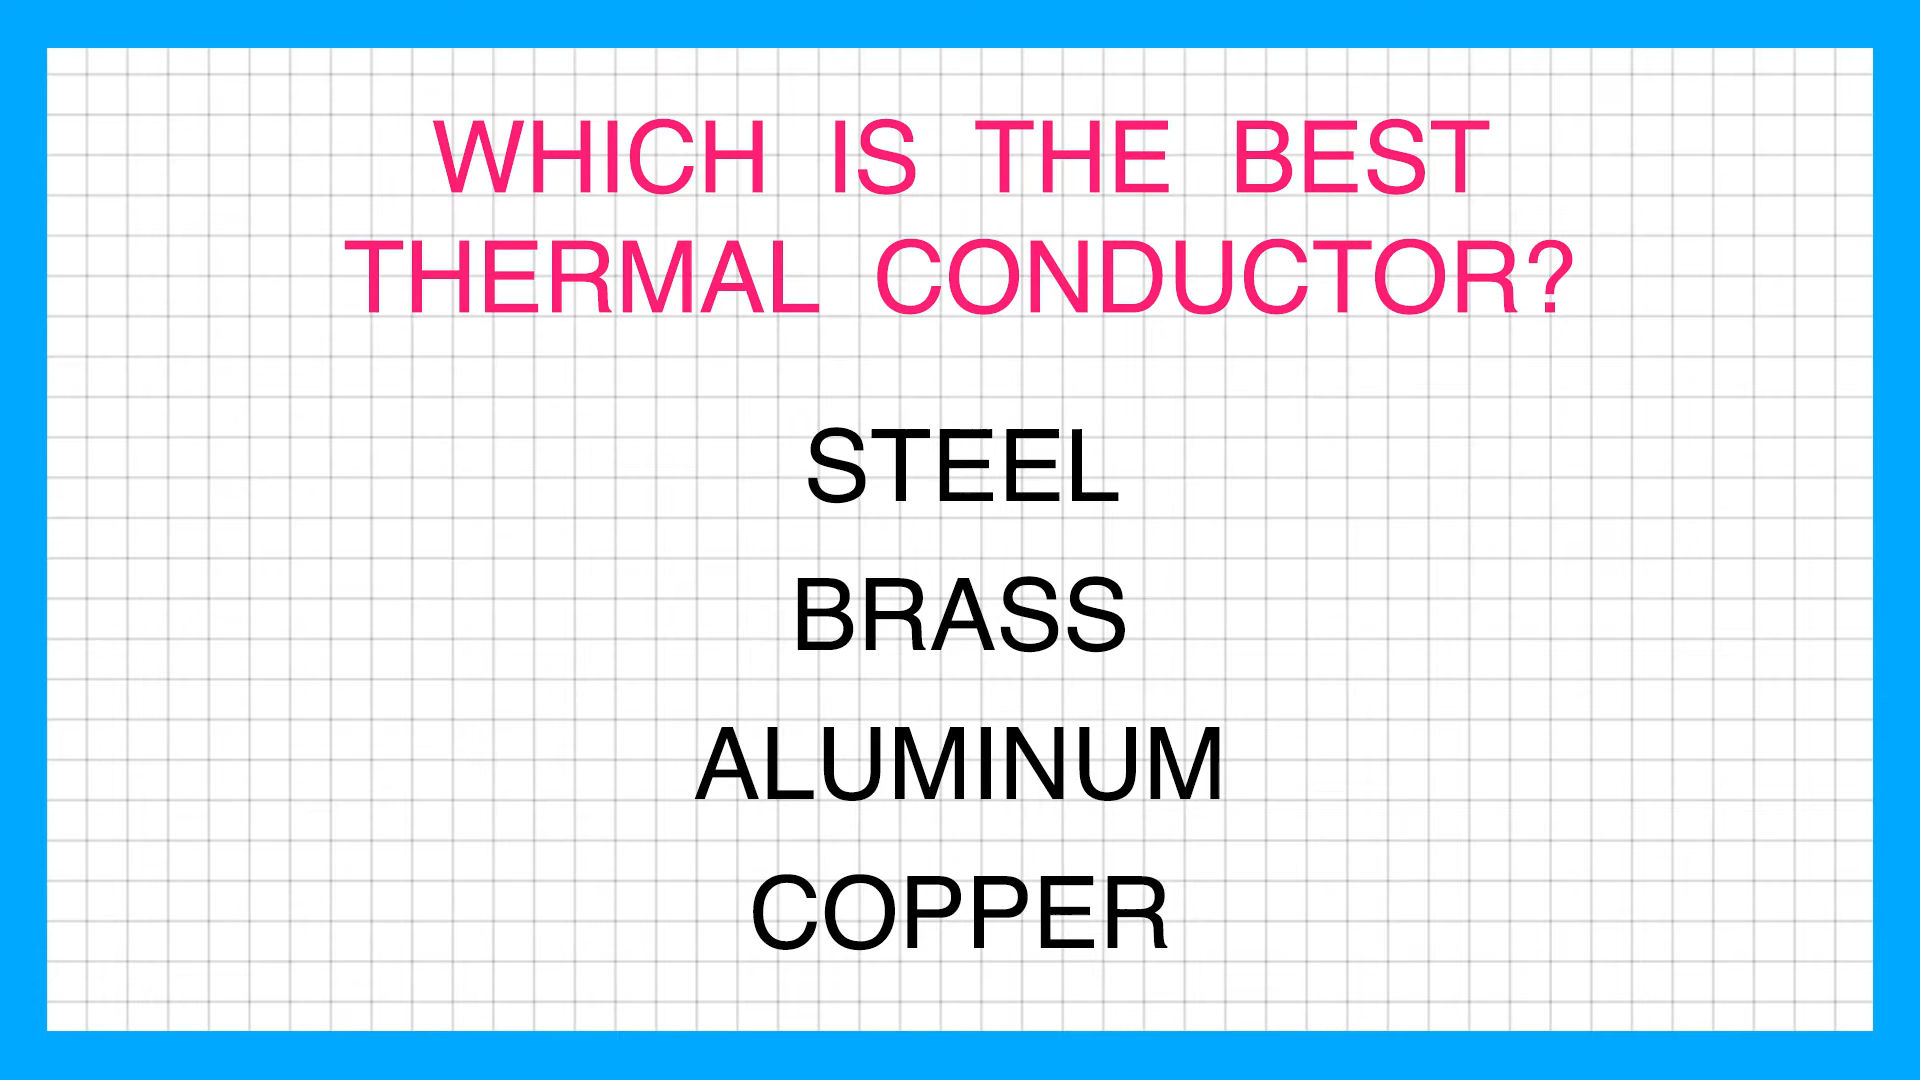 WHICH IS THE BEST
THERMAL CONDUCTOR?
STEEL
BRASS
ALUMINUM
COPPER